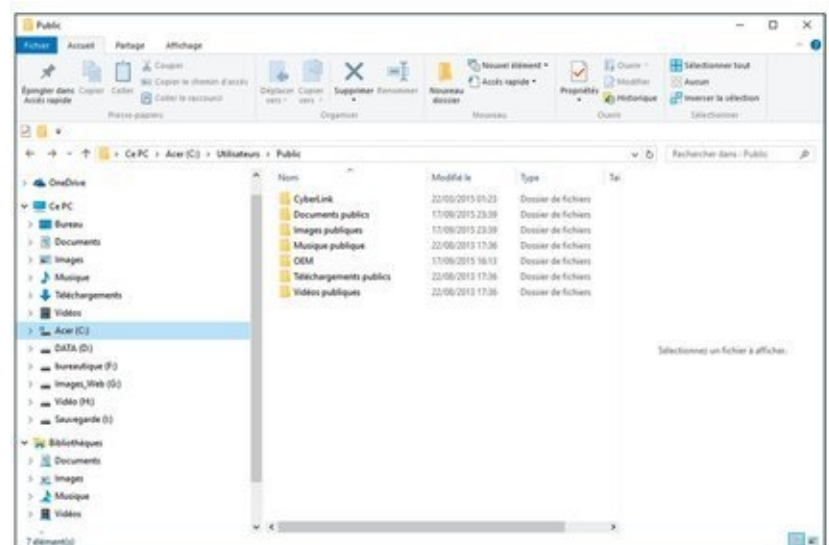 Public
Fichier Accueil Partage Affichage
Épingler dans Accès rapide
Copier
Coller
Couper
Copier le chemin d'accès
Coller le raccourci
Presse-papiers
Déplacer vers
Copier vers
Supprimer
Renommer
Organiser
Nouveau dossier
Nouvel élément
Accès rapide
Nouveau
Propriétés
Ouvrir
Modifier
Historique
Ouvrir
Sélectionner tout
Aucun
Inverser la sélection
Sélectionner
Ce PC Acer (C:) Utilisateurs Public
Rechercher dans : Public
OneDrive
Ce PC
Bureau
Documents
Images
Musique
Téléchargements
Vidéos
Acer (C:)
DATA (D:)
bureautique (F:)
Images_Web (G:)
Vidéo (H:)
Sauvegarde (I:)
Bibliothèques
Documents
Images
Musique
Vidéos
Nom Modifié le Type Tai
CyberLink 22/03/2015 01:23 Dossier de fichiers
Documents publics 17/09/2015 23:39 Dossier de fichiers
Images publiques 17/09/2015 23:39 Dossier de fichiers
Musique publique 22/08/2013 17:36 Dossier de fichiers
OEM 17/09/2015 16:13 Dossier de fichiers
Téléchargements publics 22/08/2013 17:36 Dossier de fichiers
Vidéos publiques 22/08/2013 17:36 Dossier de fichiers
Sélectionnez un fichier à afficher.
7 élément(s)